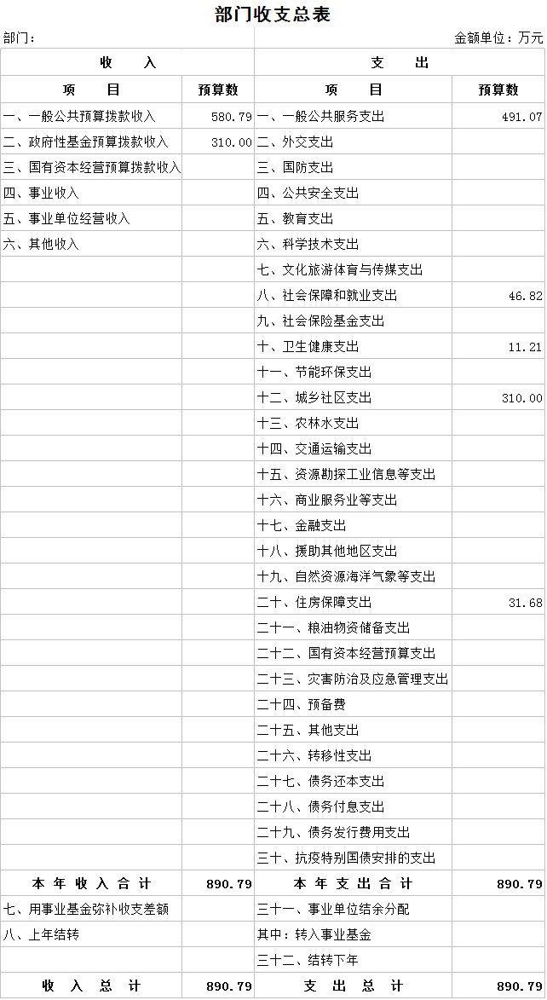 部门收支总表
部门： 金额单位：万元
收 入 支 出
项 目 预算数 项 目 预算数
一、一般公共预算拨款收入 580.79 一、一般公共服务支出 491.07
二、政府性基金预算拨款收入 310.00 二、外交支出
三、国有资本经营预算拨款收入 三、国防支出
四、事业收入 四、公共安全支出
五、事业单位经营收入 五、教育支出
六、其他收入 六、科学技术支出
七、文化旅游体育与传媒支出
八、社会保障和就业支出 46.82
九、社会保险基金支出
十、卫生健康支出 11.21
十一、节能环保支出
十二、城乡社区支出 310.00
十三、农林水支出
十四、交通运输支出
十五、资源勘探工业信息等支出
十六、商业服务业等支出
十七、金融支出
十八、援助其他地区支出
十九、自然资源海洋气象等支出
二十、住房保障支出 31.68
二十一、粮油物资储备支出
二十二、国有资本经营预算支出
二十三、灾害防治及应急管理支出
二十四、预备费
二十五、其他支出
二十六、转移性支出
二十七、债务还本支出
二十八、债务付息支出
二十九、债务发行费用支出
三十、抗疫特别国债安排的支出
本 年 收 入 合 计 890.79 本 年 支 出 合 计 890.79
七、用事业基金弥补收支差额 三十一、事业单位结余分配
八、上年结转 其中：转入事业基金
三十二、结转下年
收 入 总 计 890.79 支 出 总 计 890.79